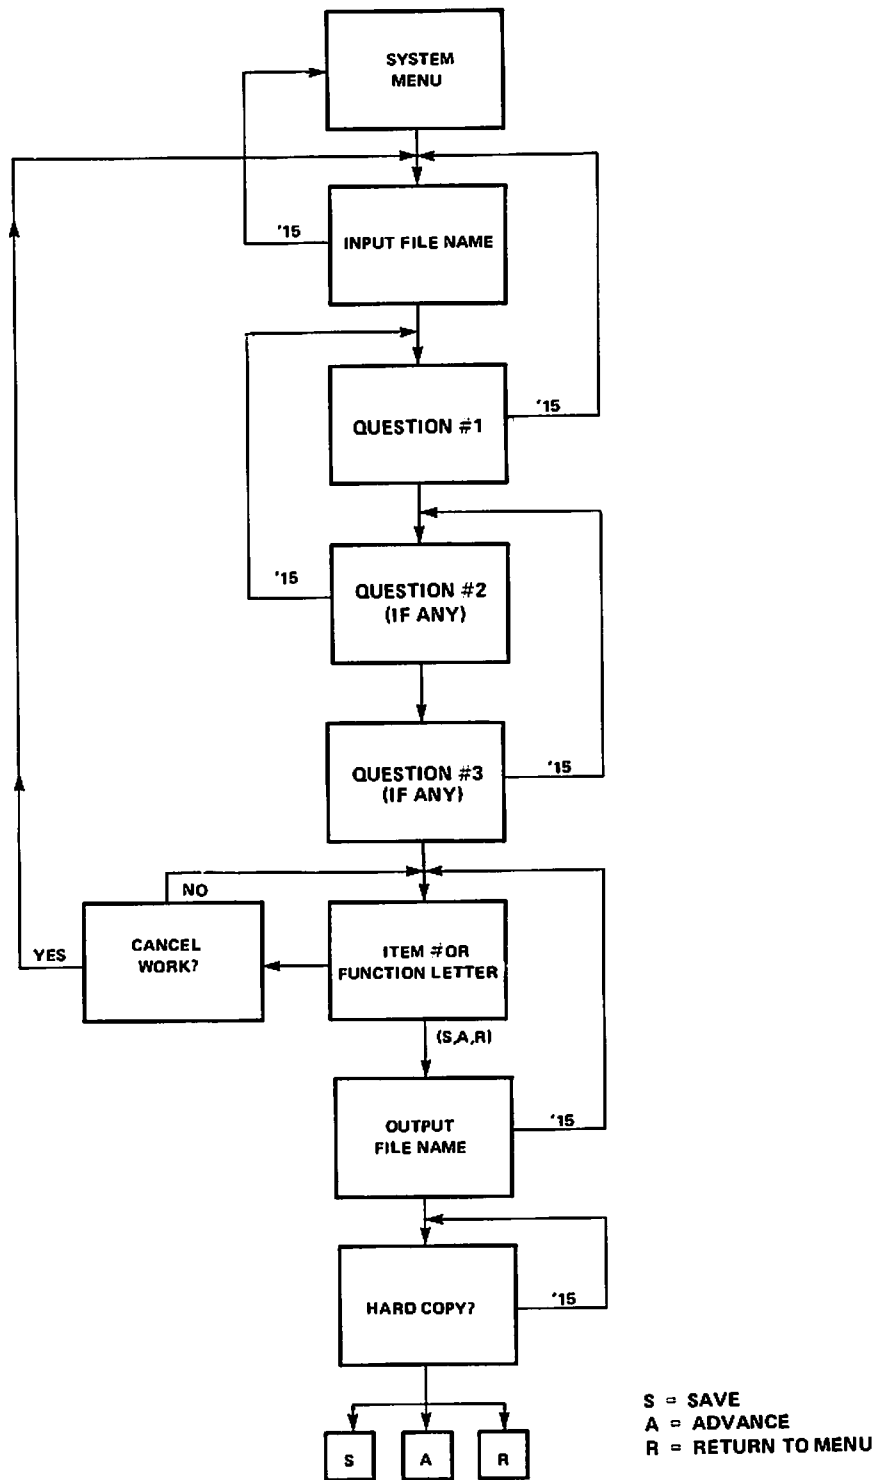 SYSTEM
MENU
'15
INPUT FILE NAME
QUESTION #1
'15
'15
QUESTION #2
(IF ANY)
QUESTION #3
(IF ANY)
'15
NO
YES
CANCEL
WORK?
ITEM # OR
FUNCTION LETTER
(S,A,R)
OUTPUT
FILE NAME
'15
HARD COPY?
'15
S = SAVE
A = ADVANCE
R = RETURN TO MENU
S
A
R